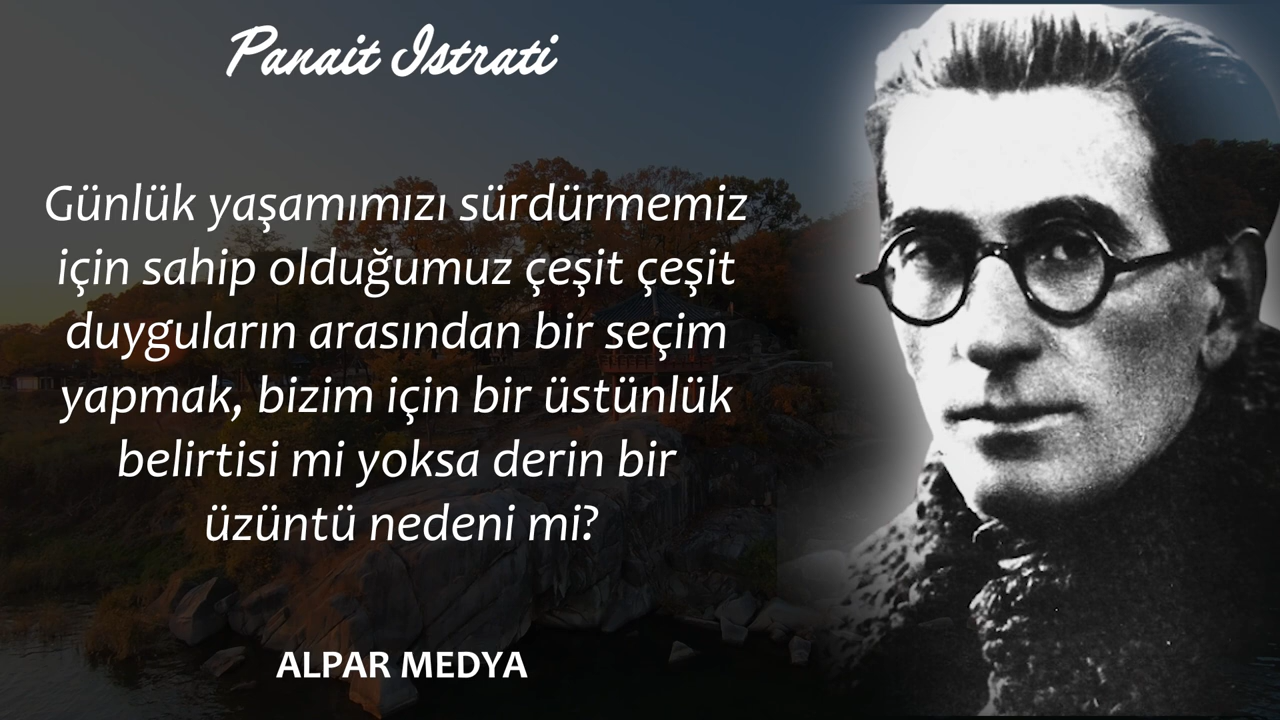 Panait Istrati
Günlük yaşamımızı sürdürmemiz
için sahip olduğumuz çeşit çeşit
duyguların arasından bir seçim
yapmak, bizim için bir üstünlük
belirtisi mi yoksa derin bir
üzüntü nedeni mi?
ALPAR MEDYA